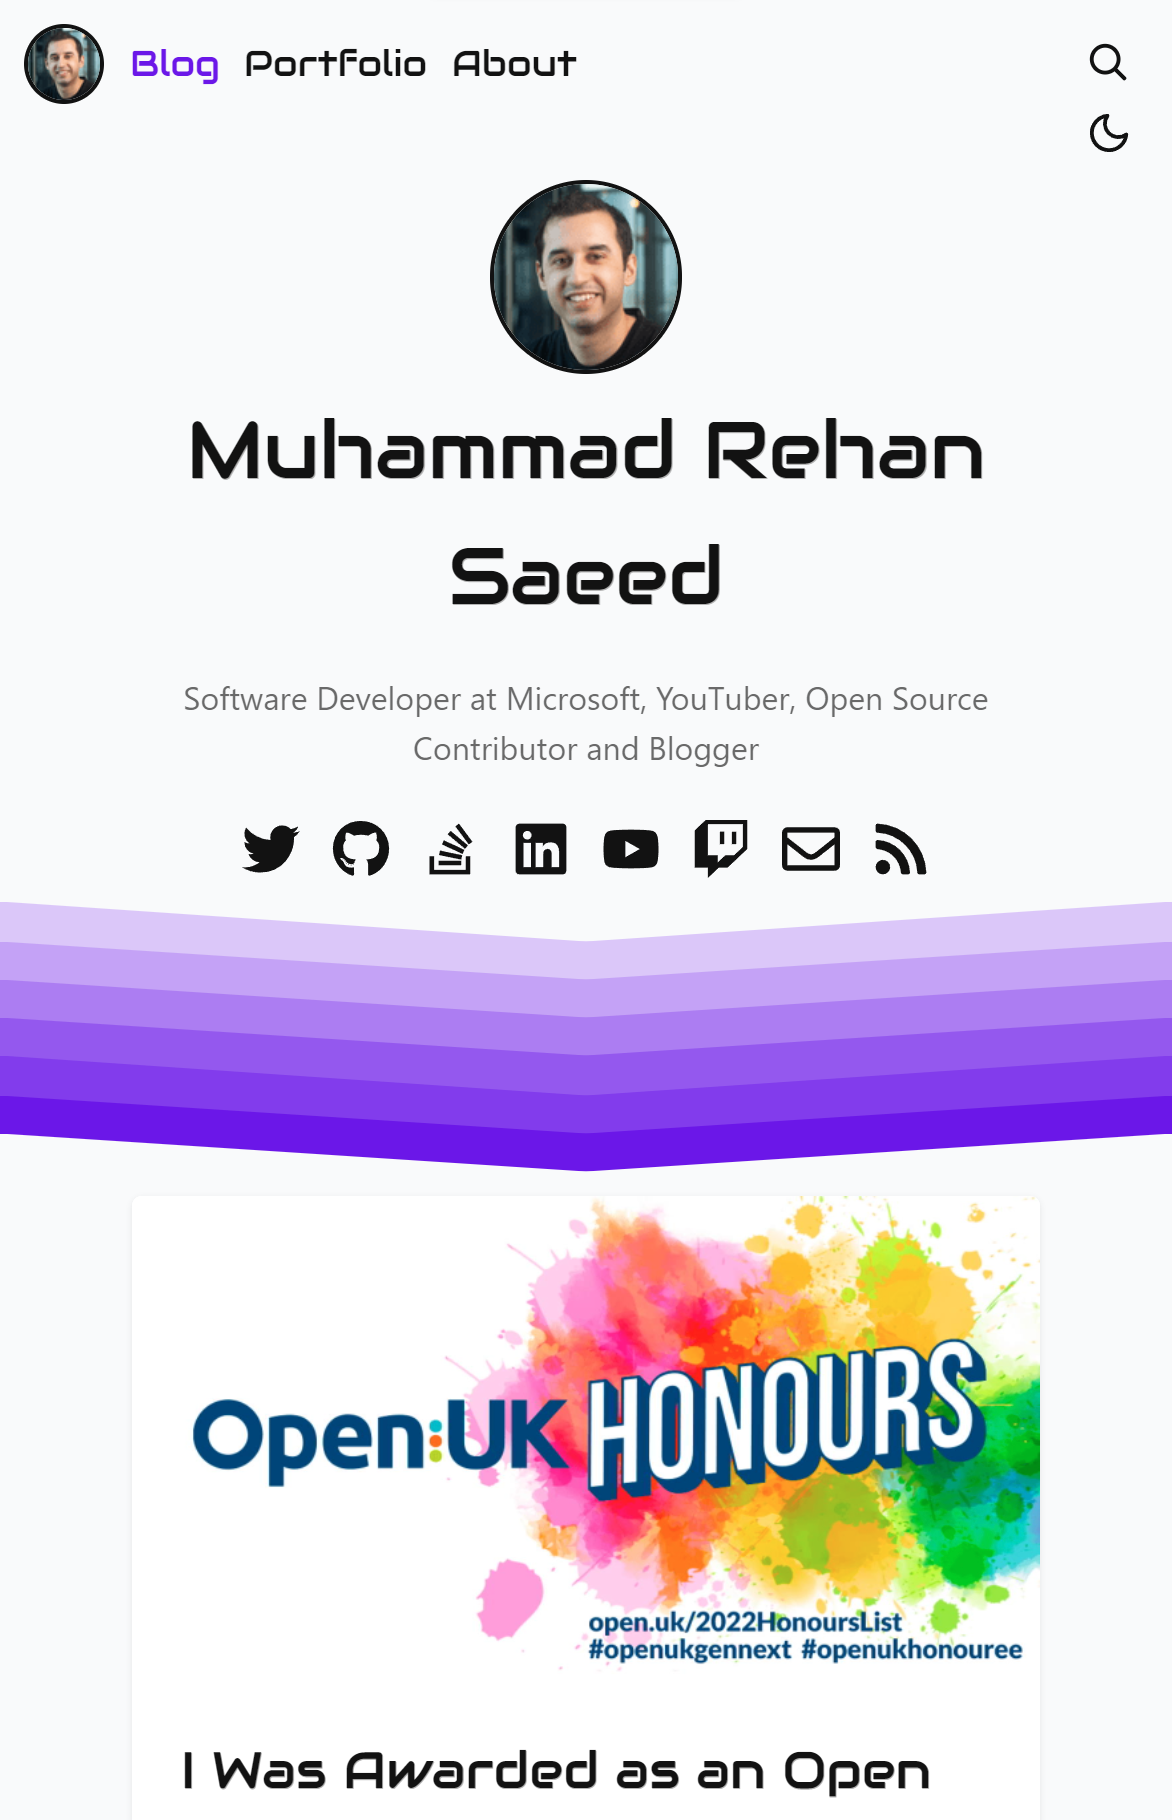 Blog Portfolio About
Muhammad Rehan
Saeed
Software Developer at Microsoft, YouTuber, Open Source
Contributor and Blogger
in
Open:UK HONOURS
open.uk/2022HonoursList
#openukgennext #openukhonouree
I Was Awarded as an Open